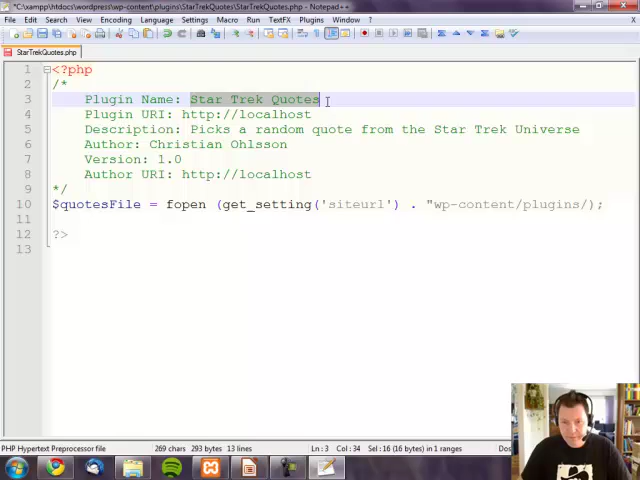 *C:\xampp\htdocs\wordpress\wp-content\plugins\StarTrekQuotes\StarTrekQuotes.php - Notepad++
File Edit Search View Encoding Language Settings Macro Run TextFX Plugins Window ?
StarTrekQuotes.php
1 <?php
2 /*
3 Plugin Name: Star Trek Quotes
4 Plugin URI: http://localhost
5 Description: Picks a random quote from the Star Trek Universe
6 Author: Christian Ohlsson
7 Version: 1.0
8 Author URI: http://localhost
9 */
10 $quotesFile = fopen (get_setting('siteurl') . "wp-content/plugins/);
11
12 ?>
13
PHP Hypertext Preprocessor file 269 chars 293 bytes 13 lines Ln:3 Col:34 Sel:16 (16 bytes) in 1 ranges Dos